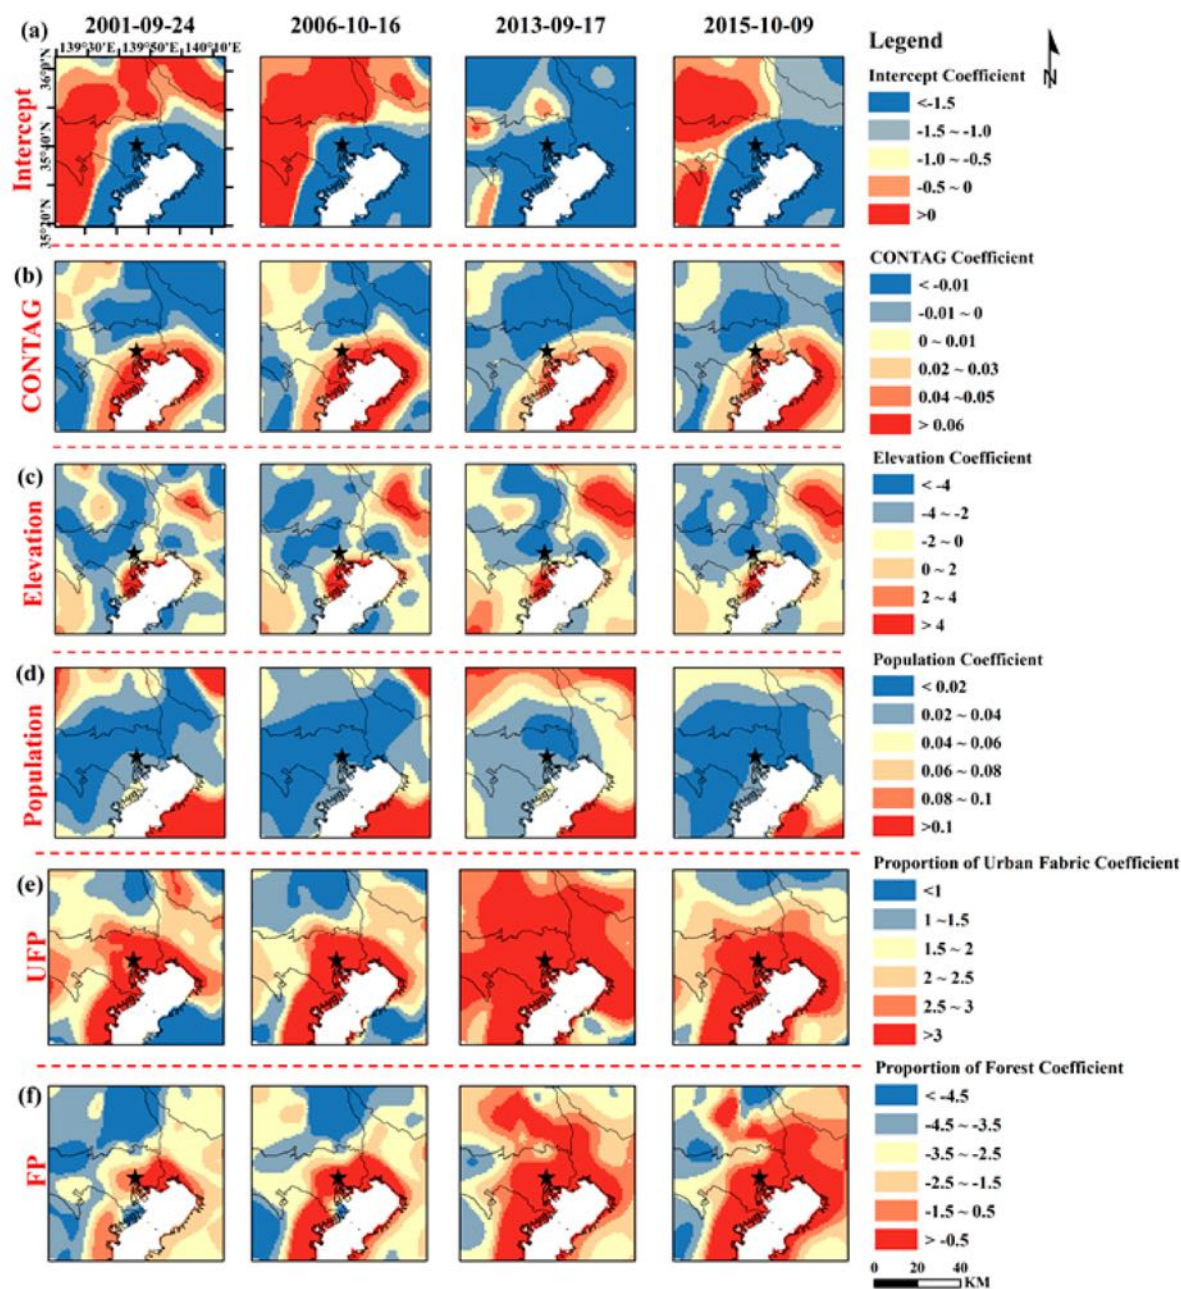 (a)
2001-09-24
2006-10-16
2013-09-17
2015-10-09
139°30'E 139°50'E 140°10'E
36°0'N
35°40'N
35°20'N
Intercept
Legend
N
Intercept Coefficient
<-1.5
-1.5 ~ -1.0
-1.0 ~ -0.5
-0.5 ~ 0
>0
(b)
CONTAG
CONTAG Coefficient
< -0.01
-0.01 ~ 0
0 ~ 0.01
0.02 ~ 0.03
0.04 ~0.05
> 0.06
(c)
Elevation
Elevation Coefficient
< -4
-4 ~ -2
-2 ~ 0
0 ~ 2
2 ~ 4
> 4
(d)
Population
Population Coefficient
< 0.02
0.02 ~ 0.04
0.04 ~ 0.06
0.06 ~ 0.08
0.08 ~ 0.1
>0.1
(e)
UFP
Proportion of Urban Fabric Coefficient
<1
1 ~1.5
1.5 ~ 2
2 ~ 2.5
2.5 ~ 3
>3
(f)
FP
Proportion of Forest Coefficient
< -4.5
-4.5 ~ -3.5
-3.5 ~ -2.5
-2.5 ~ -1.5
-1.5 ~ 0.5
> -0.5
0 20 40
KM